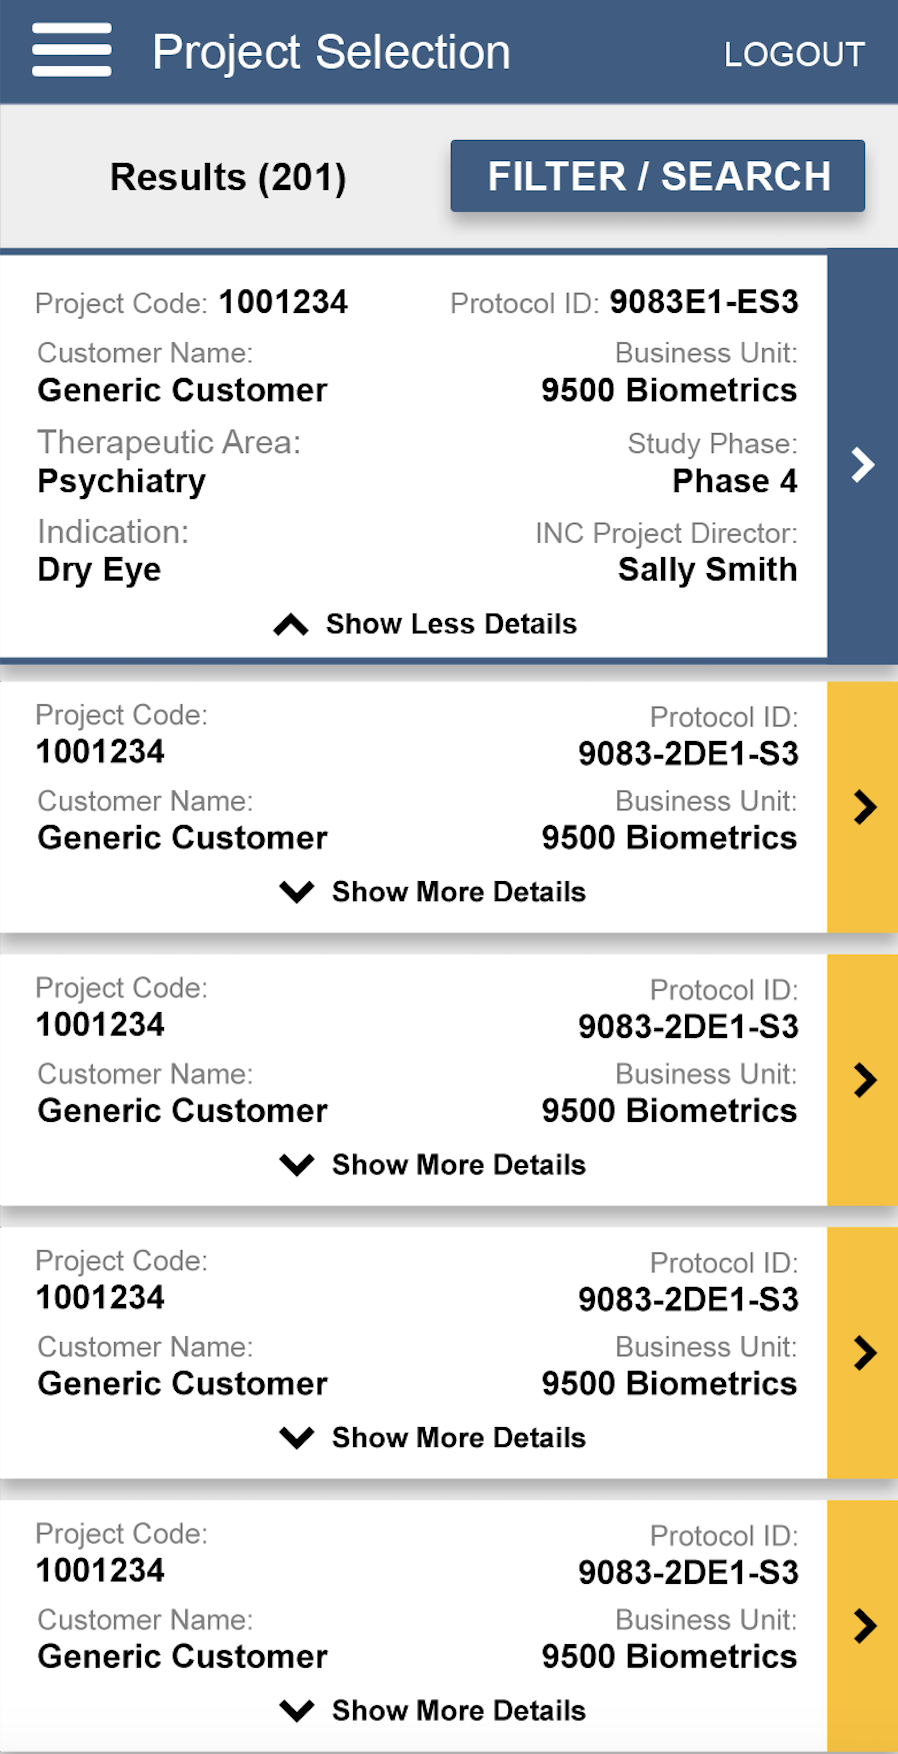 Project Selection LOGOUT
Results (201) FILTER / SEARCH
Project Code: 1001234 Protocol ID: 9083E1-ES3
Customer Name: Business Unit:
Generic Customer 9500 Biometrics
Therapeutic Area: Study Phase:
Psychiatry Phase 4
Indication: INC Project Director:
Dry Eye Sally Smith
Show Less Details
Project Code: Protocol ID:
1001234 9083-2DE1-S3
Customer Name: Business Unit:
Generic Customer 9500 Biometrics
Show More Details
Project Code: Protocol ID:
1001234 9083-2DE1-S3
Customer Name: Business Unit:
Generic Customer 9500 Biometrics
Show More Details
Project Code: Protocol ID:
1001234 9083-2DE1-S3
Customer Name: Business Unit:
Generic Customer 9500 Biometrics
Show More Details
Project Code: Protocol ID:
1001234 9083-2DE1-S3
Customer Name: Business Unit:
Generic Customer 9500 Biometrics
Show More Details